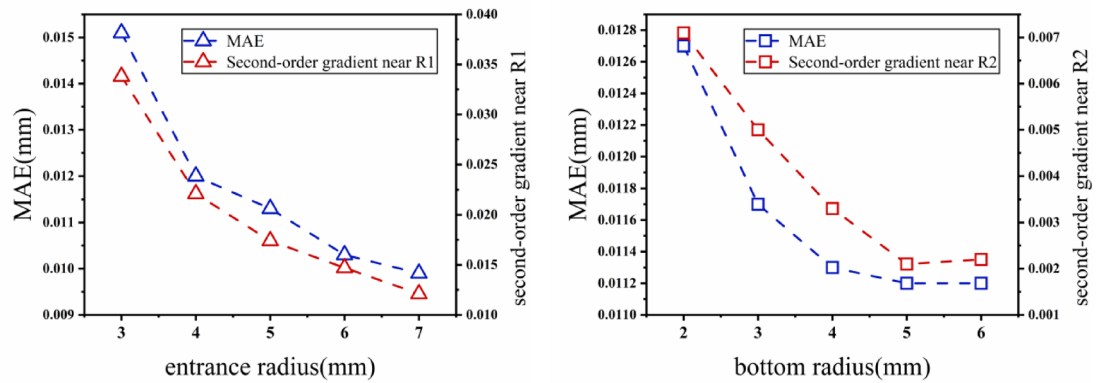 0.015
0.014
0.013
0.012
0.011
0.010
0.009
MAE(mm)
MAE
Second-order gradient near R1
0.040
0.035
0.030
0.025
0.020
0.015
0.010
second-order gradient near R1
3 4 5 6 7
entrance radius(mm)
0.0128
0.0126
0.0124
0.0122
0.0120
0.0118
0.0116
0.0114
0.0112
0.0110
MAE(mm)
MAE
Second-order gradient near R2
0.007
0.006
0.005
0.004
0.003
0.002
0.001
second-order gradient near R2
2 3 4 5 6
bottom radius(mm)